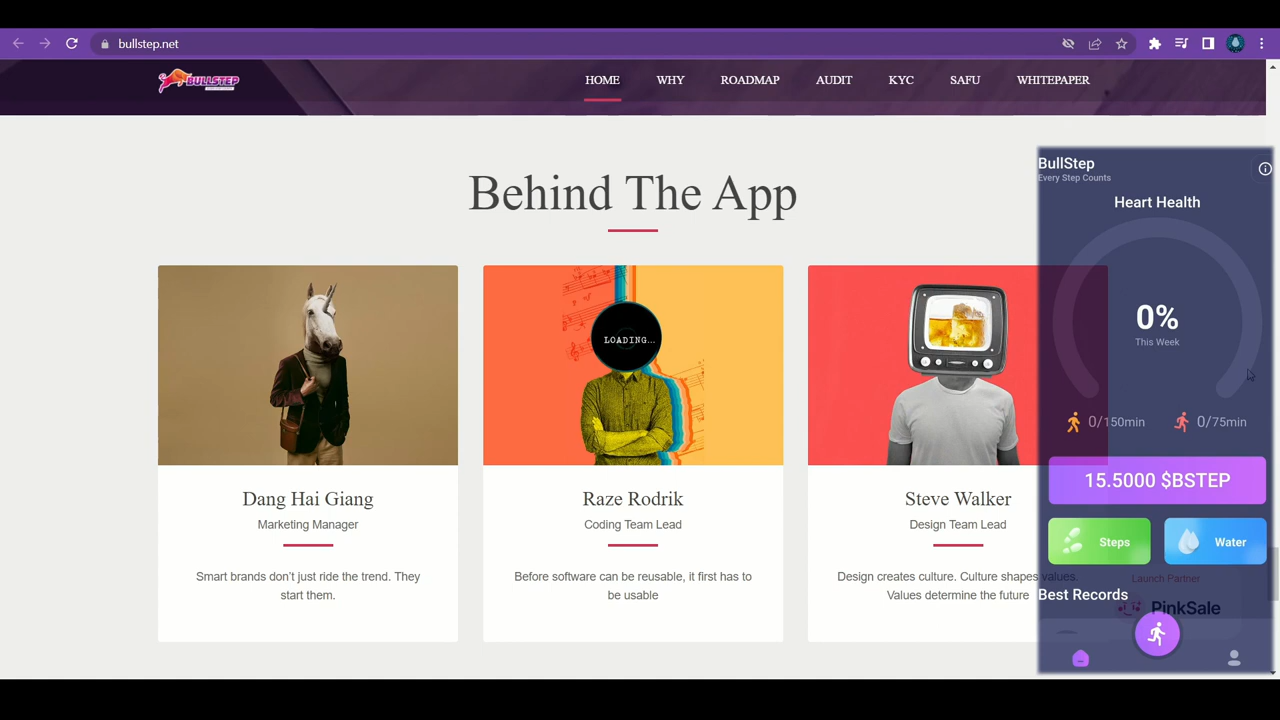 bullstep.net
BULLSTEP
HOME WHY ROADMAP AUDIT KYC SAFU WHITEPAPER
Behind The App
LOADING...
Dang Hai Giang
Marketing Manager
Smart brands don't just ride the trend. They
start them.
Raze Rodrik
Coding Team Lead
Before software can be reusable, it first has to
be usable
Steve Walker
Design Team Lead
Design creates culture. Culture shapes values.
Values determine the future
BullStep
Every Step Counts
Heart Health
0%
This Week
0/150min 0/75min
15.5000 $BSTEP
Steps Water
Launch Partner
Best Records
PinkSale